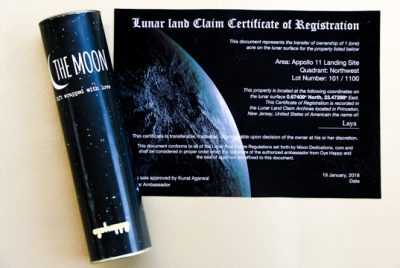 THE MOON
GIFT wrapped with love
oyehappy
Lunar land Claim Certificate of Registration
This document represents the transfer of ownership of 1 (one)
acre on the lunar surface for the property listed below
Area: Appollo 11 Landing Site
Quadrant: Northwest
Lot Number: 101 / 1100
This property is located at the following coordinates on
the lunar surface 0.67409° North, 23.47298° East.
This Certificate of Registration is recorded in
the Lunar Land Claim Archives located in Princeton,
New Jersey, United States of American the name of:
Laya
This certificate is transferable, tradeable, upon decision of the owner at his or her discretion.
This document conforms to all of the Lunar Regulations set forth by Moon Dedications, com and
shall be considered in proper order when the signature of the authorized ambassador from Oye Happy and
the seal of approval are affixed to this document.
sale approved by Kunal Agarwal
Ambassador
19 January, 2018
Date